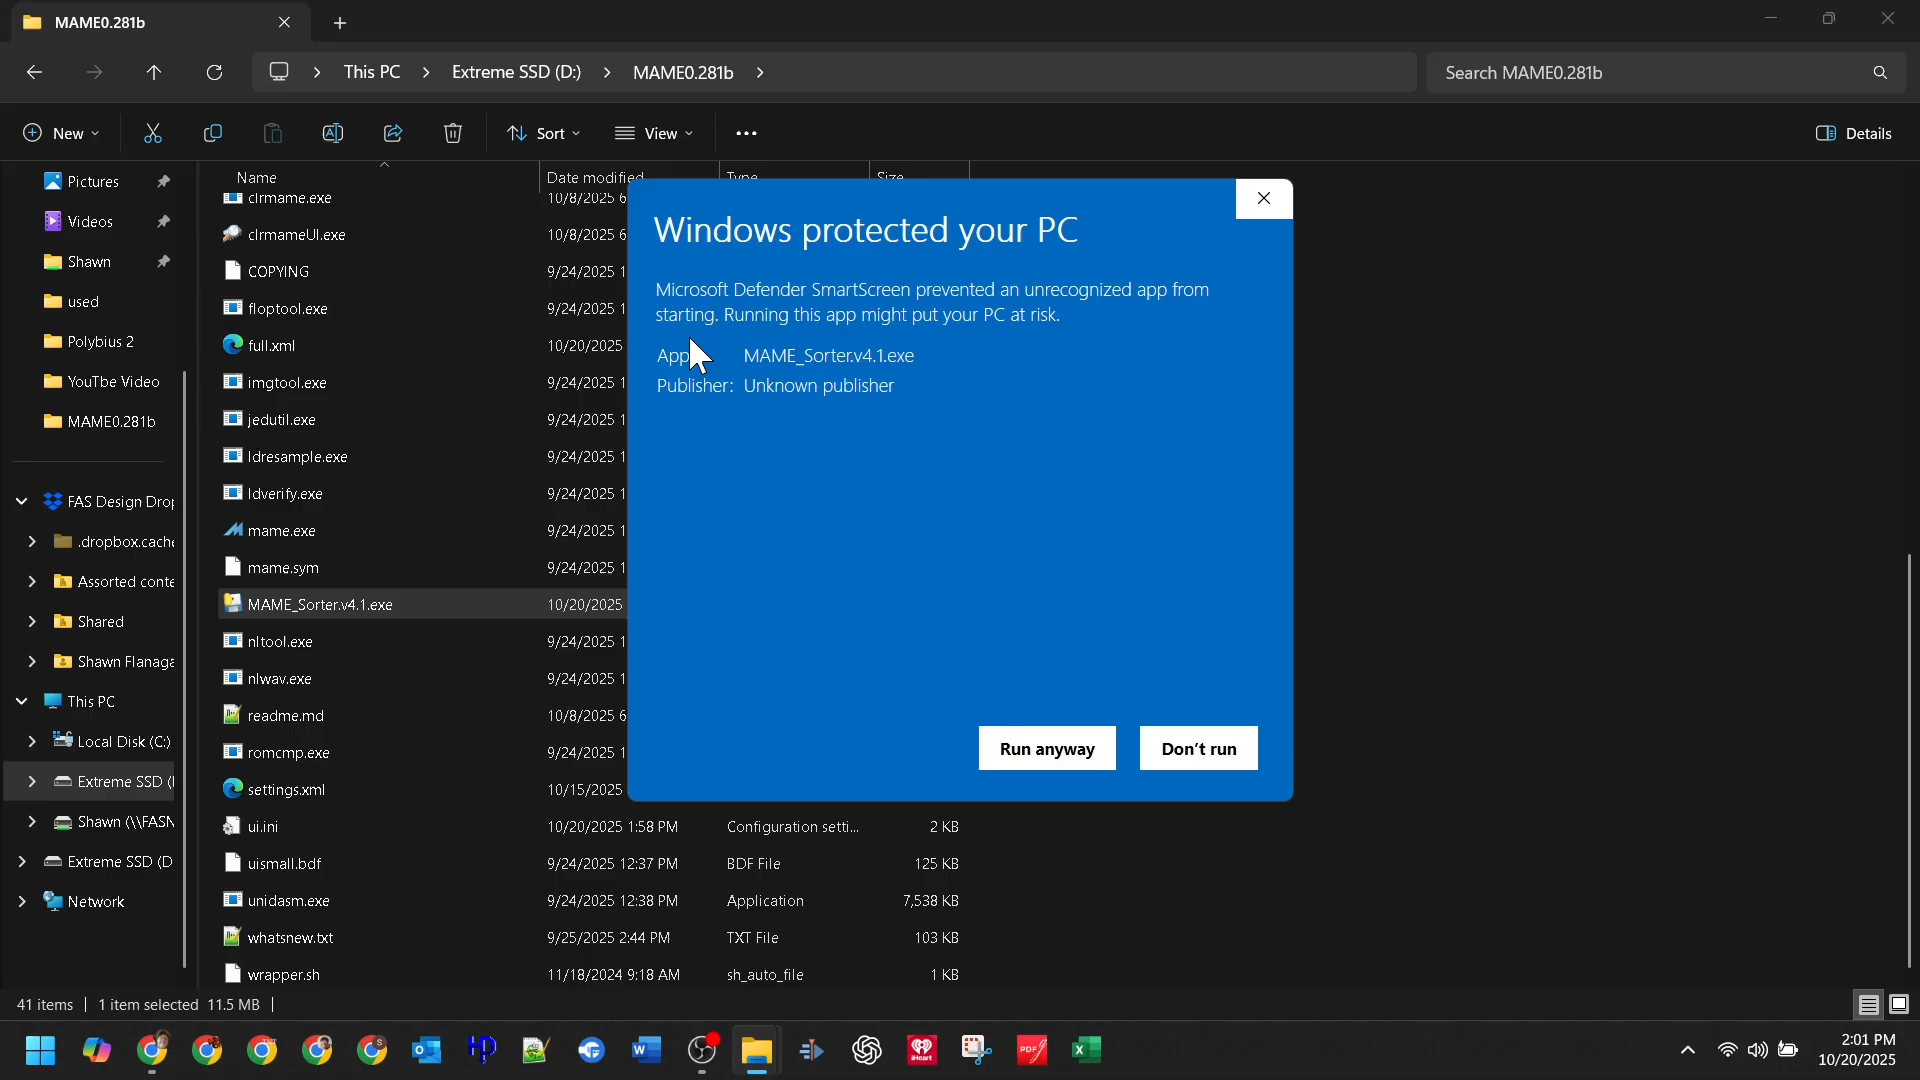 MAME0.281b
This PC
Extreme SSD (D:)
MAME0.281b
Search MAME0.281b
New
Sort
View
Details
Name
Date modified
Type
Size
Pictures
Videos
Shawn
used
Polybius 2
YouTbe Video
MAME0.281b
FAS Design Drop
.dropbox.cache
Assorted conte
Shared
Shawn Flanaga
This PC
Local Disk (C:)
Extreme SSD (
Shawn (\\FASN
Extreme SSD (D
Network
clrmame.exe 10/8/2025 6
clrmameUI.exe 10/8/2025 6
COPYING 9/24/2025 1
floptool.exe 9/24/2025 1
full.xml 10/20/2025
imgtool.exe 9/24/2025 1
jedutil.exe 9/24/2025 1
ldresample.exe 9/24/2025 1
ldverify.exe 9/24/2025 1
mame.exe 9/24/2025 1
mame.sym 9/24/2025 1
MAME_Sorter.v4.1.exe 10/20/2025
nltool.exe 9/24/2025 1
nlwav.exe 9/24/2025 1
readme.md 10/8/2025 6
romcmp.exe 9/24/2025 1
settings.xml 10/15/2025
ui.ini 10/20/2025 1:58 PM Configuration setti... 2 KB
uismall.bdf 9/24/2025 12:37 PM BDF File 125 KB
unidasm.exe 9/24/2025 12:38 PM Application 7,538 KB
whatsnew.txt 9/25/2025 2:44 PM TXT File 103 KB
wrapper.sh 11/18/2024 9:18 AM sh_auto_file 1 KB
Windows protected your PC
Microsoft Defender SmartScreen prevented an unrecognized app from
starting. Running this app might put your PC at risk.
App MAME_Sorter.v4.1.exe
Publisher: Unknown publisher
Run anyway
Don't run
41 items
1 item selected 11.5 MB
iHeart
PDF
2:01 PM
10/20/2025